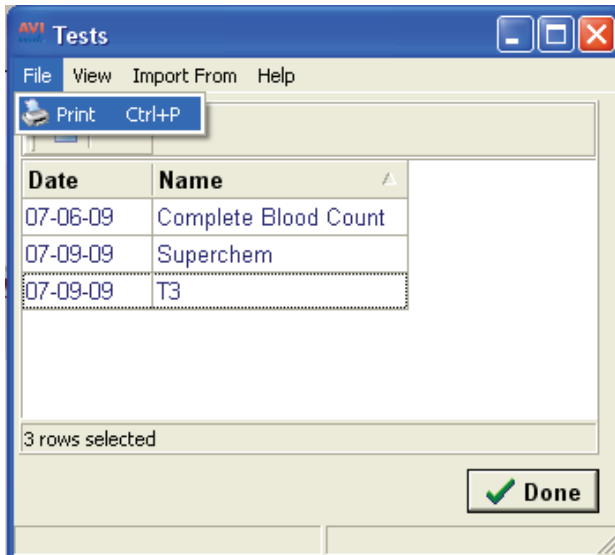 AVI Tests
File View Import From Help
Print Ctrl+P
Date Name
07-06-09 Complete Blood Count
07-09-09 Superchem
07-09-09 T3
3 rows selected
Done